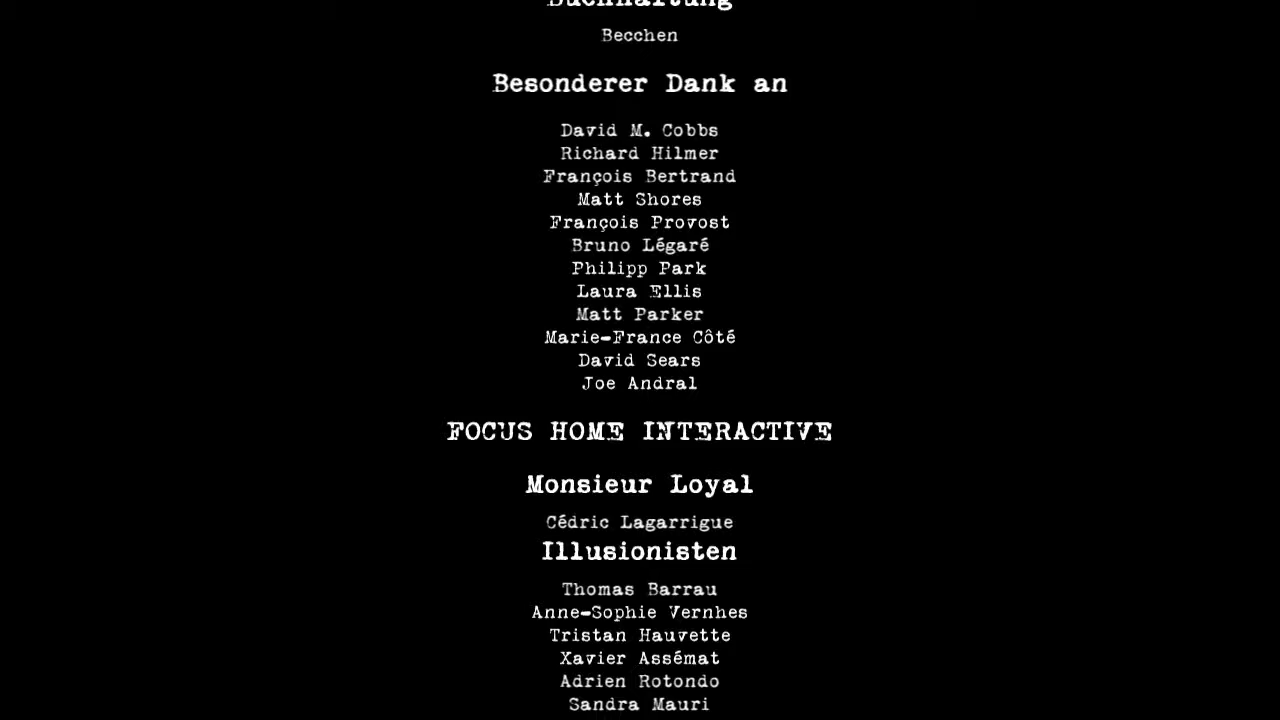 Buchhaltung
Becchen
Besonderer Dank an
David M. Cobbs
Richard Hilmer
François Bertrand
Matt Shores
François Provost
Bruno Légaré
Philipp Park
Laura Ellis
Matt Parker
Marie-France Côté
David Sears
Joe Andral
FOCUS HOME INTERACTIVE
Monsieur Loyal
Cédric Lagarrigue
Illusionisten
Thomas Barrau
Anne-Sophie Vernhes
Tristan Hauvette
Xavier Assémat
Adrien Rotondo
Sandra Mauri